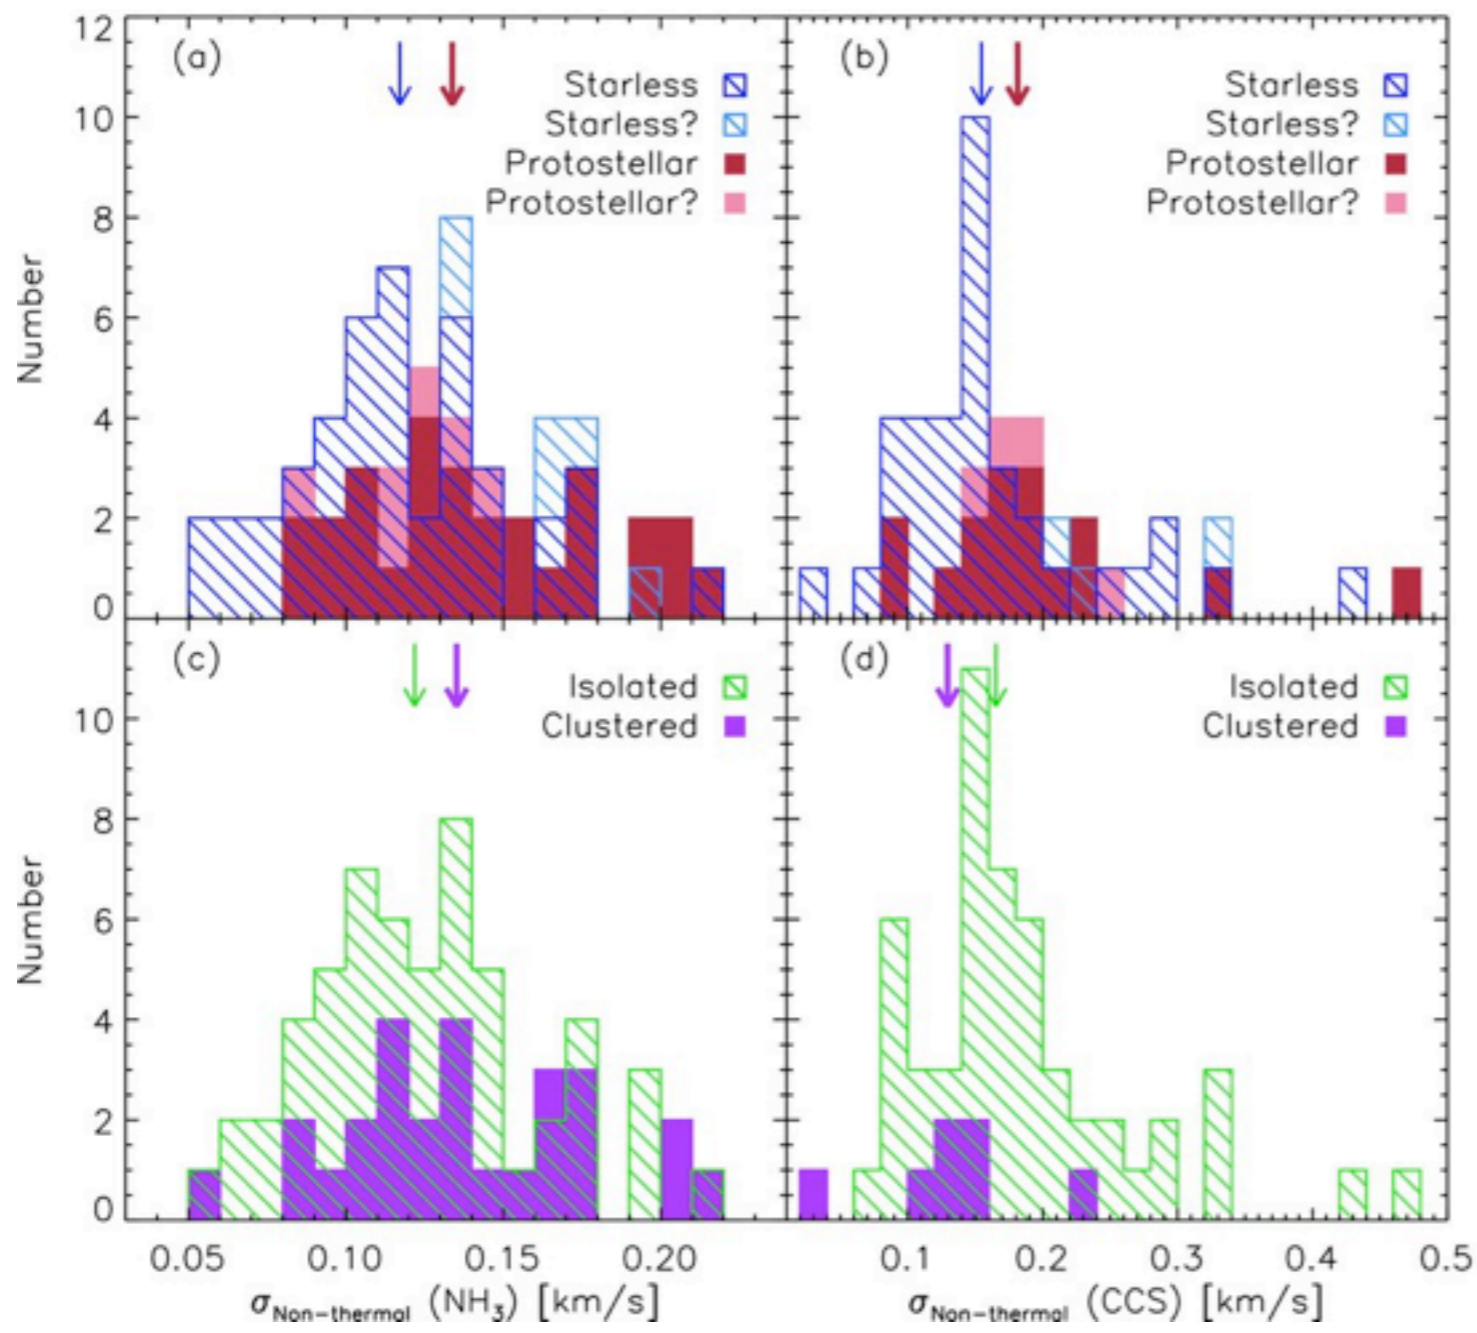 12
10
8
6
4
2
0
Number
(a)
Starless
Starless?
Protostellar
Protostellar?
(b)
Starless
Starless?
Protostellar
Protostellar?
10
8
6
4
2
0
Number
(c)
Isolated
Clustered
(d)
Isolated
Clustered
0.05 0.10 0.15 0.20
0.1 0.2 0.3 0.4 0.5
σNon-thermal (NH3) [km/s]
σNon-thermal (CCS) [km/s]